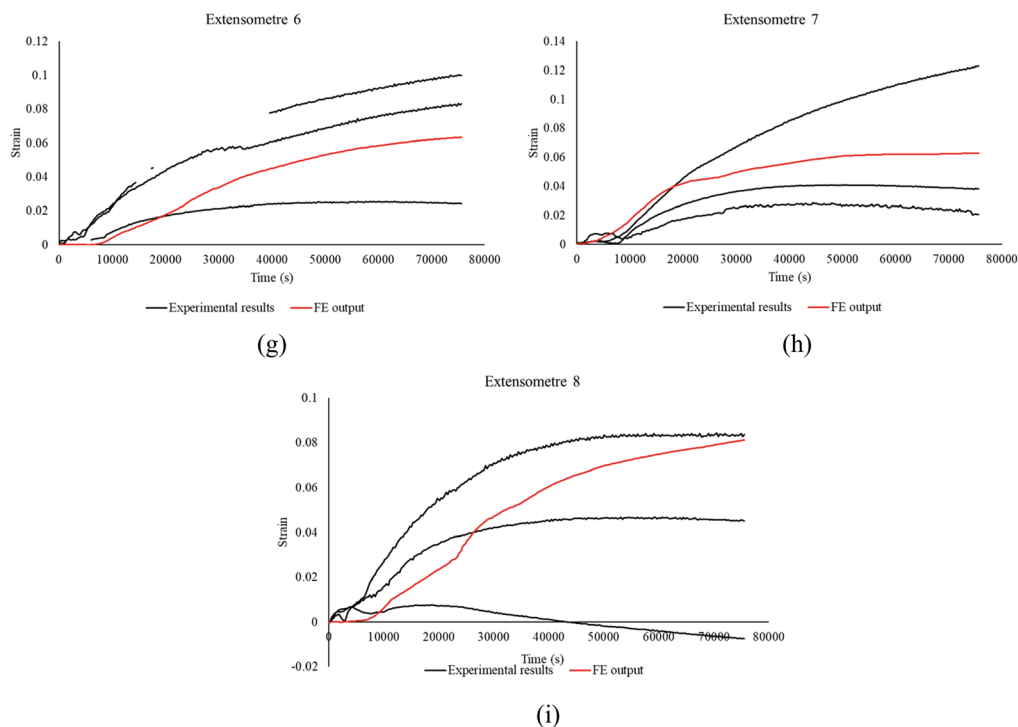 Extensometre 6
0.12
0.1
0.08
0.06
0.04
0.02
0
Strain
0 10000 20000 30000 40000 50000 60000 70000 80000
Time (s)
Experimental results FE output
(g)
Extensometre 7
0.14
0.12
0.1
0.08
0.06
0.04
0.02
0
Strain
0 10000 20000 30000 40000 50000 60000 70000 80000
Time (s)
Experimental results FE output
(h)
Extensometre 8
0.1
0.08
0.06
0.04
0.02
0
-0.02
Strain
0 10000 20000 30000 40000 50000 60000 70000 80000
Time (s)
Experimental results FE output
(i)